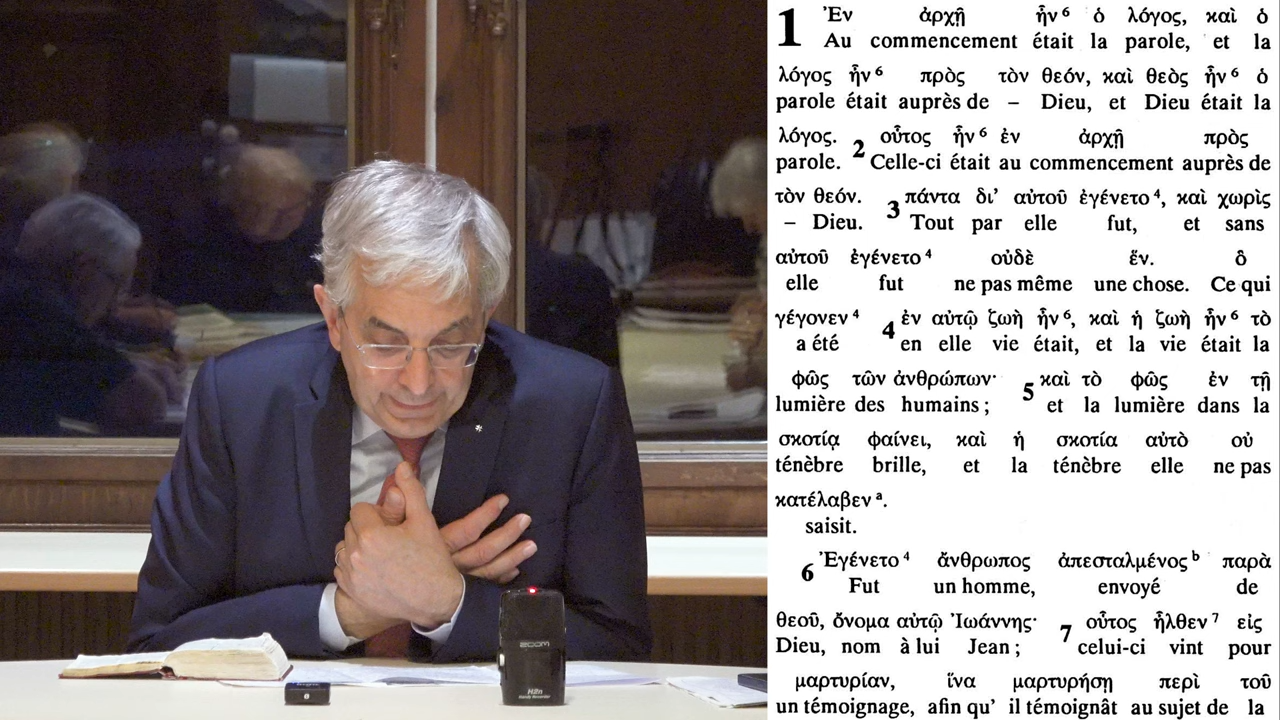 ZOOM
H2n
Handy Recorder
1 Ἐν ἀρχῇ ἦν⁶ ὁ λόγος, καὶ ὁ
Au commencement était la parole, et la
λόγος ἦν⁶ πρὸς τὸν θεόν, καὶ θεὸς ἦν⁶ ὁ
parole était auprès de – Dieu, et Dieu était la
λόγος. 2 οὗτος ἦν⁶ ἐν ἀρχῇ πρὸς
parole. Celle-ci était au commencement auprès de
τὸν θεόν. 3 πάντα δι’ αὐτοῦ ἐγένετο⁴, καὶ χωρὶς
– Dieu. Tout par elle fut, et sans
αὐτοῦ ἐγένετο⁴ οὐδὲ ἕν. ὃ
elle fut ne pas même une chose. Ce qui
γέγονεν⁴ 4 ἐν αὐτῷ ζωὴ ἦν⁶, καὶ ἡ ζωὴ ἦν⁶ τὸ
a été en elle vie était, et la vie était la
φῶς τῶν ἀνθρώπων· 5 καὶ τὸ φῶς ἐν τῇ
lumière des humains ; et la lumière dans la
σκοτίᾳ φαίνει, καὶ ἡ σκοτία αὐτὸ οὐ
ténèbre brille, et la ténèbre elle ne pas
κατέλαβενᵃ.
saisit.
6 Ἐγένετο⁴ ἄνθρωπος ἀπεσταλμένοςᵇ παρὰ
Fut un homme, envoyé de
θεοῦ, ὄνομα αὐτῷ Ἰωάννης· 7 οὗτος ἦλθεν⁷ εἰς
Dieu, nom à lui Jean ; celui-ci vint pour
μαρτυρίαν, ἵνα μαρτυρήσῃ περὶ τοῦ
un témoignage, afin qu’ il témoignât au sujet de la